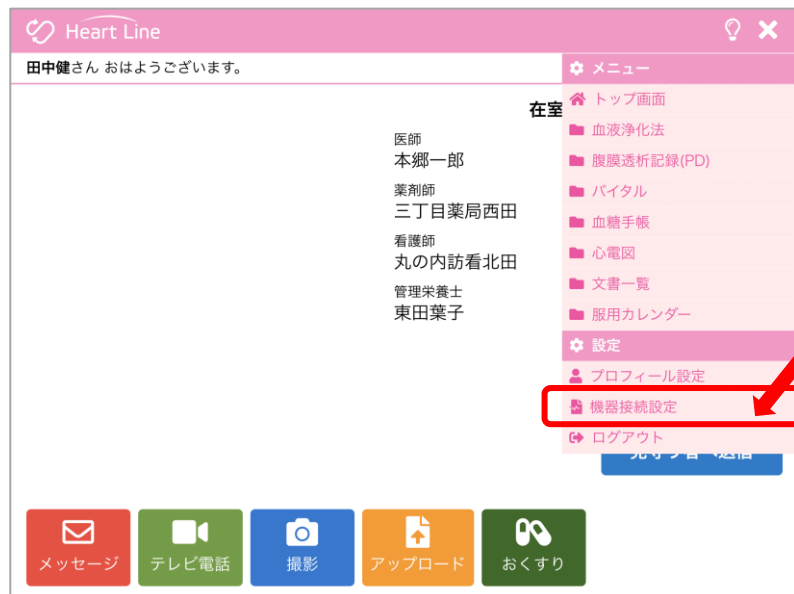 Heart Line
田中健さん おはようございます。
メニュー
トップ画面
血液浄化法
腹膜透析記録(PD)
バイタル
血糖手帳
心電図
文書一覧
服用カレンダー
設定
プロフィール設定
機器接続設定
ログアウト
在室
医師
本郷一郎
薬剤師
三丁目薬局西田
看護師
丸の内訪看北田
管理栄養士
東田葉子
メッセージ
テレビ電話
撮影
アップロード
おくすり